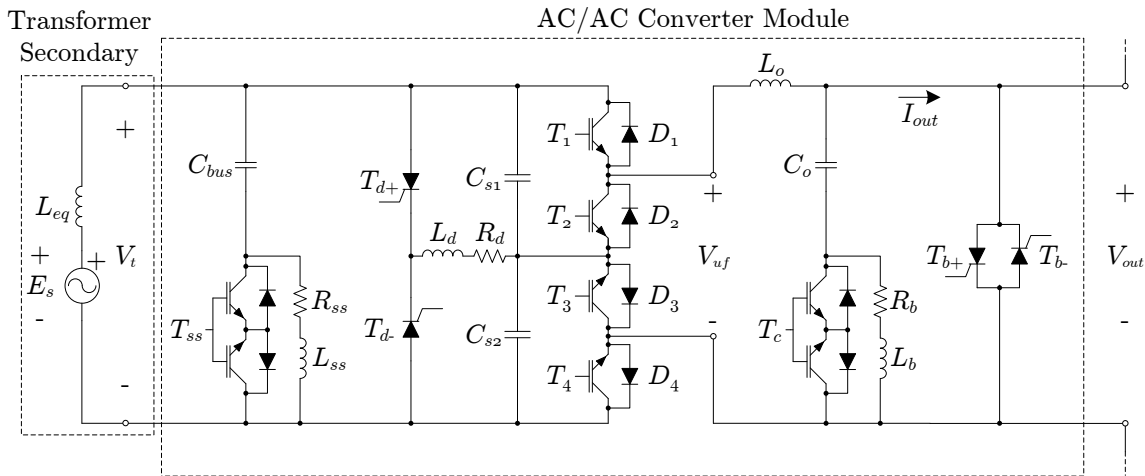 Transformer
Secondary
AC/AC Converter Module
L_o
I_out
+
T_1
D_1
C_bus
T_d+
C_s1
C_o
L_eq
T_2
D_2
+
+
L_d
R_d
+
+
E_s
V_t
V_uf
T_b+
T_b-
V_out
-
R_ss
T_3
D_3
R_b
T_ss
T_d-
C_s2
-
T_c
-
L_ss
L_b
-
T_4
D_4